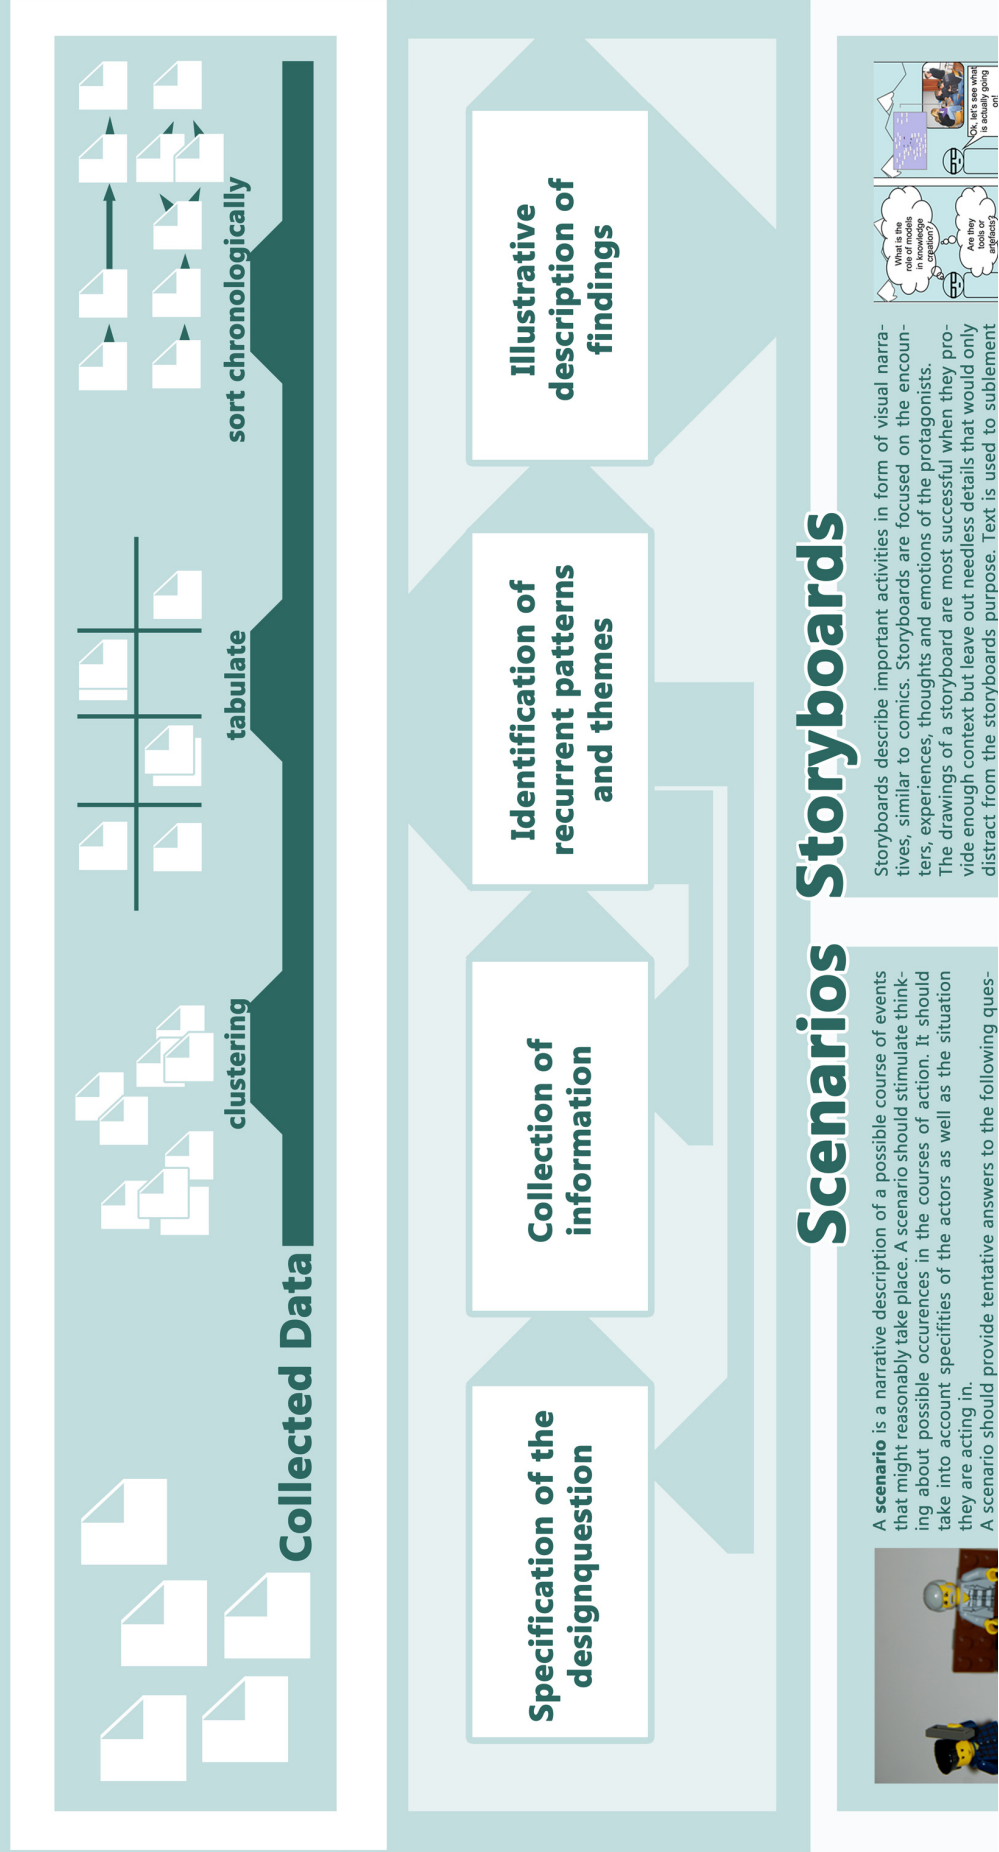 Collected Data
clustering
tabulate
sort chronologically
Specification of the
designquestion
Collection of
information
Identification of
recurrent patterns
and themes
Illustrative
description of
findings
Scenarios
A scenario is a narrative description of a possible course of events
that might reasonably take place. A scenario should stimulate think-
ing about possible occurences in the courses of action. It should
take into account specifities of the actors as well as the situation
they are acting in.
A scenario should provide tentative answers to the following ques-
Storyboards
Storyboards describe important activities in form of visual narra-
tives, similar to comics. Storyboards are focused on the encoun-
ters, experiences, thoughts and emotions of the protagonists.
The drawings of a storyboard are most successful when they pro-
vide enough context but leave out needless details that would only
distract from the storyboards purpose. Text is used to sublement
What is the
role of models
in knowledge
creation?
Are they
tools or
artefacts?
Ok, let's see what
is actually going
on!